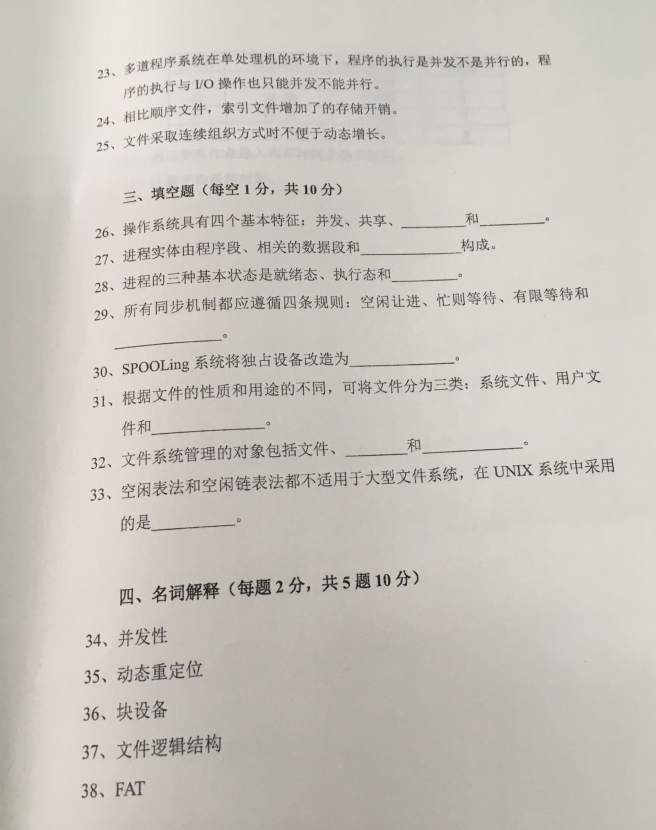 23、多道程序系统在单处理机的环境下，程序的执行是并发不是并行的，程
序的执行与 I/O 操作也只能并发不能并行。
24、相比顺序文件，索引文件增加了的存储开销。
25、文件采取连续组织方式时不便于动态增长。
三、填空题（每空 1 分，共 10 分）
26、操作系统具有四个基本特征：并发、共享、________和________。
27、进程实体由程序段、相关的数据段和____________构成。
28、进程的三种基本状态是就绪态、执行态和________。
29、所有同步机制都应遵循四条规则：空闲让进、忙则等待、有限等待和
____________。
30、SPOOLing 系统将独占设备改造为____________。
31、根据文件的性质和用途的不同，可将文件分为三类：系统文件、用户文
件和____________。
32、文件系统管理的对象包括文件、________和____________。
33、空闲表法和空闲链表法都不适用于大型文件系统，在 UNIX 系统中采用
的是__________。
四、名词解释（每题 2 分，共 5 题 10 分）
34、并发性
35、动态重定位
36、块设备
37、文件逻辑结构
38、FAT